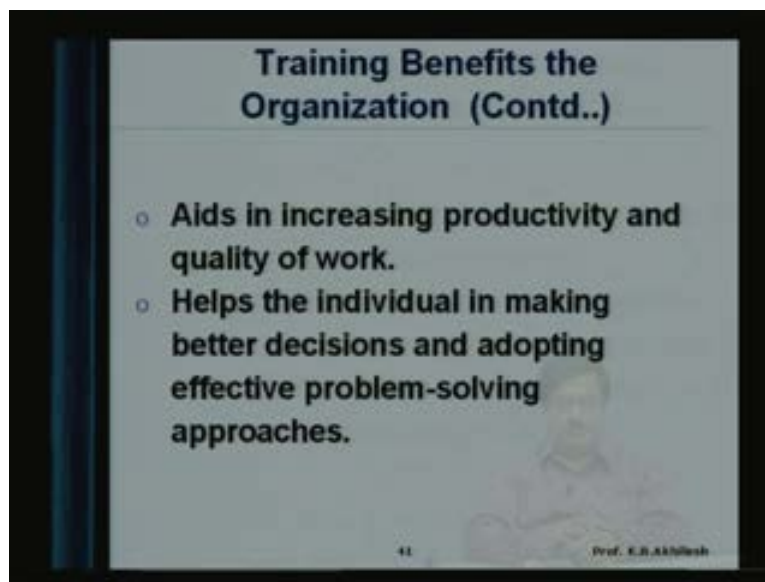 Training Benefits the
Organization (Contd..)
o Aids in increasing productivity and
quality of work.
o Helps the individual in making
better decisions and adopting
effective problem-solving
approaches.
41
Prof. K.B.Akhilesh